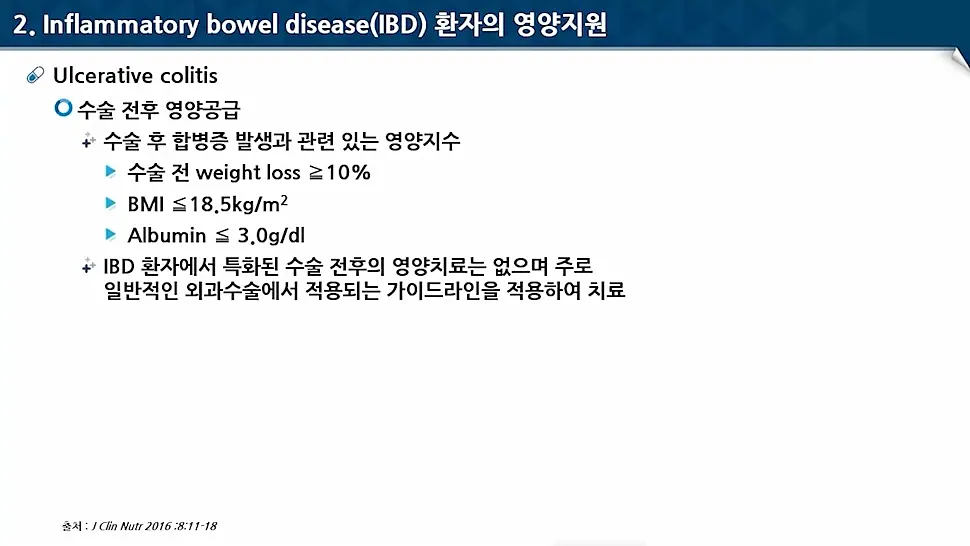 2. Inflammatory bowel disease(IBD) 환자의 영양지원
Ulcerative colitis
수술 전후 영양공급
수술 후 합병증 발생과 관련 있는 영양지수
수술 전 weight loss ≧10%
BMI ≦18.5kg/m²
Albumin ≦ 3.0g/dl
IBD 환자에서 특화된 수술 전후의 영양치료는 없으며 주로
일반적인 외과수술에서 적용되는 가이드라인을 적용하여 치료
출처 : J Clin Nutr 2016 ;8:11-18